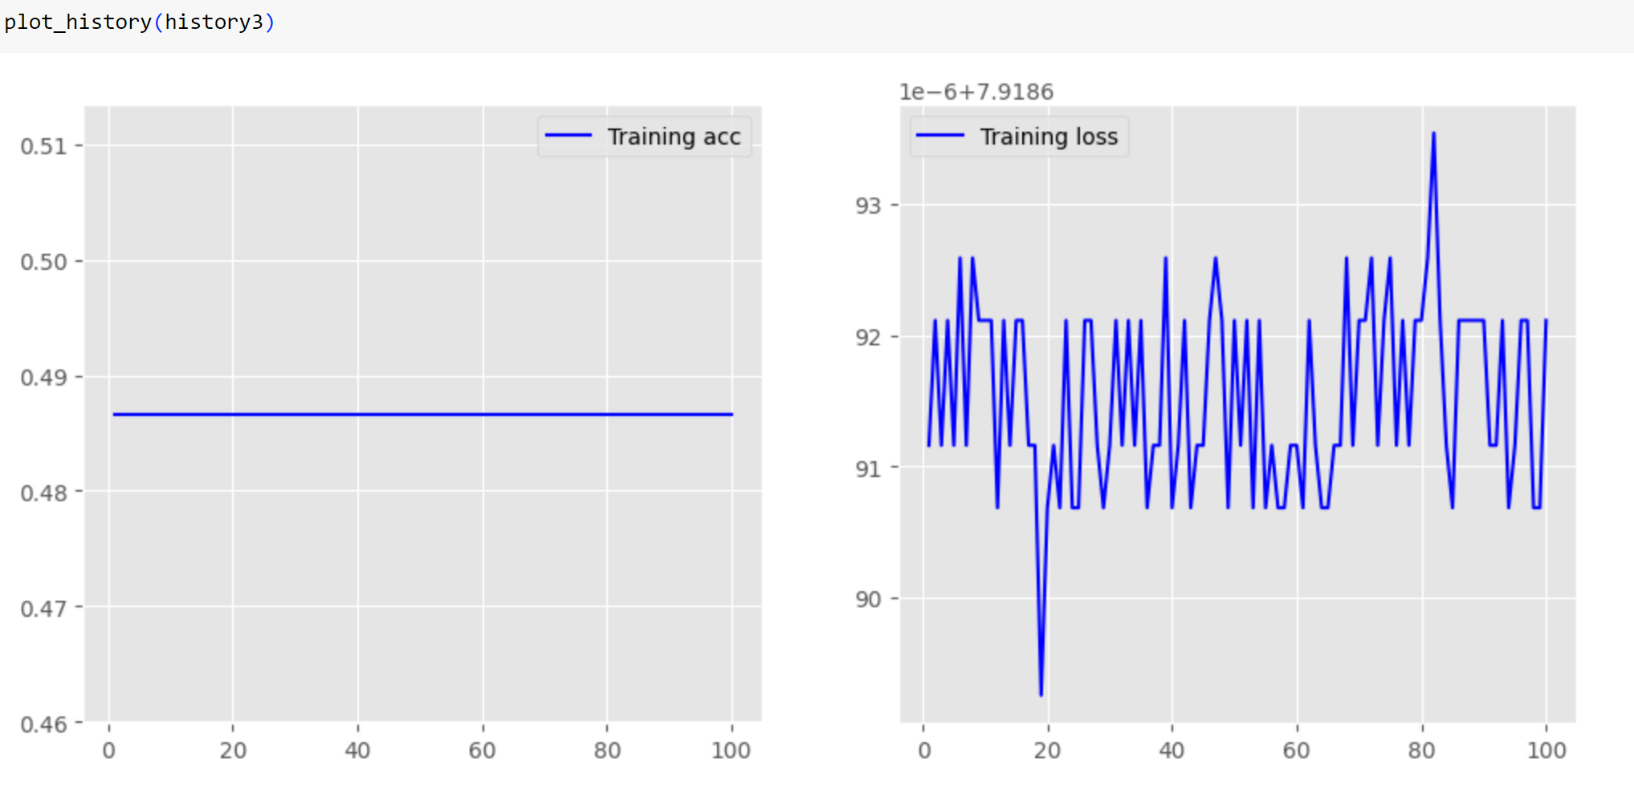 plot_history(history3)
Training acc
0.51
0.50
0.49
0.48
0.47
0.46
0 20 40 60 80 100
1e−6+7.9186
Training loss
93
92
91
90
0 20 40 60 80 100